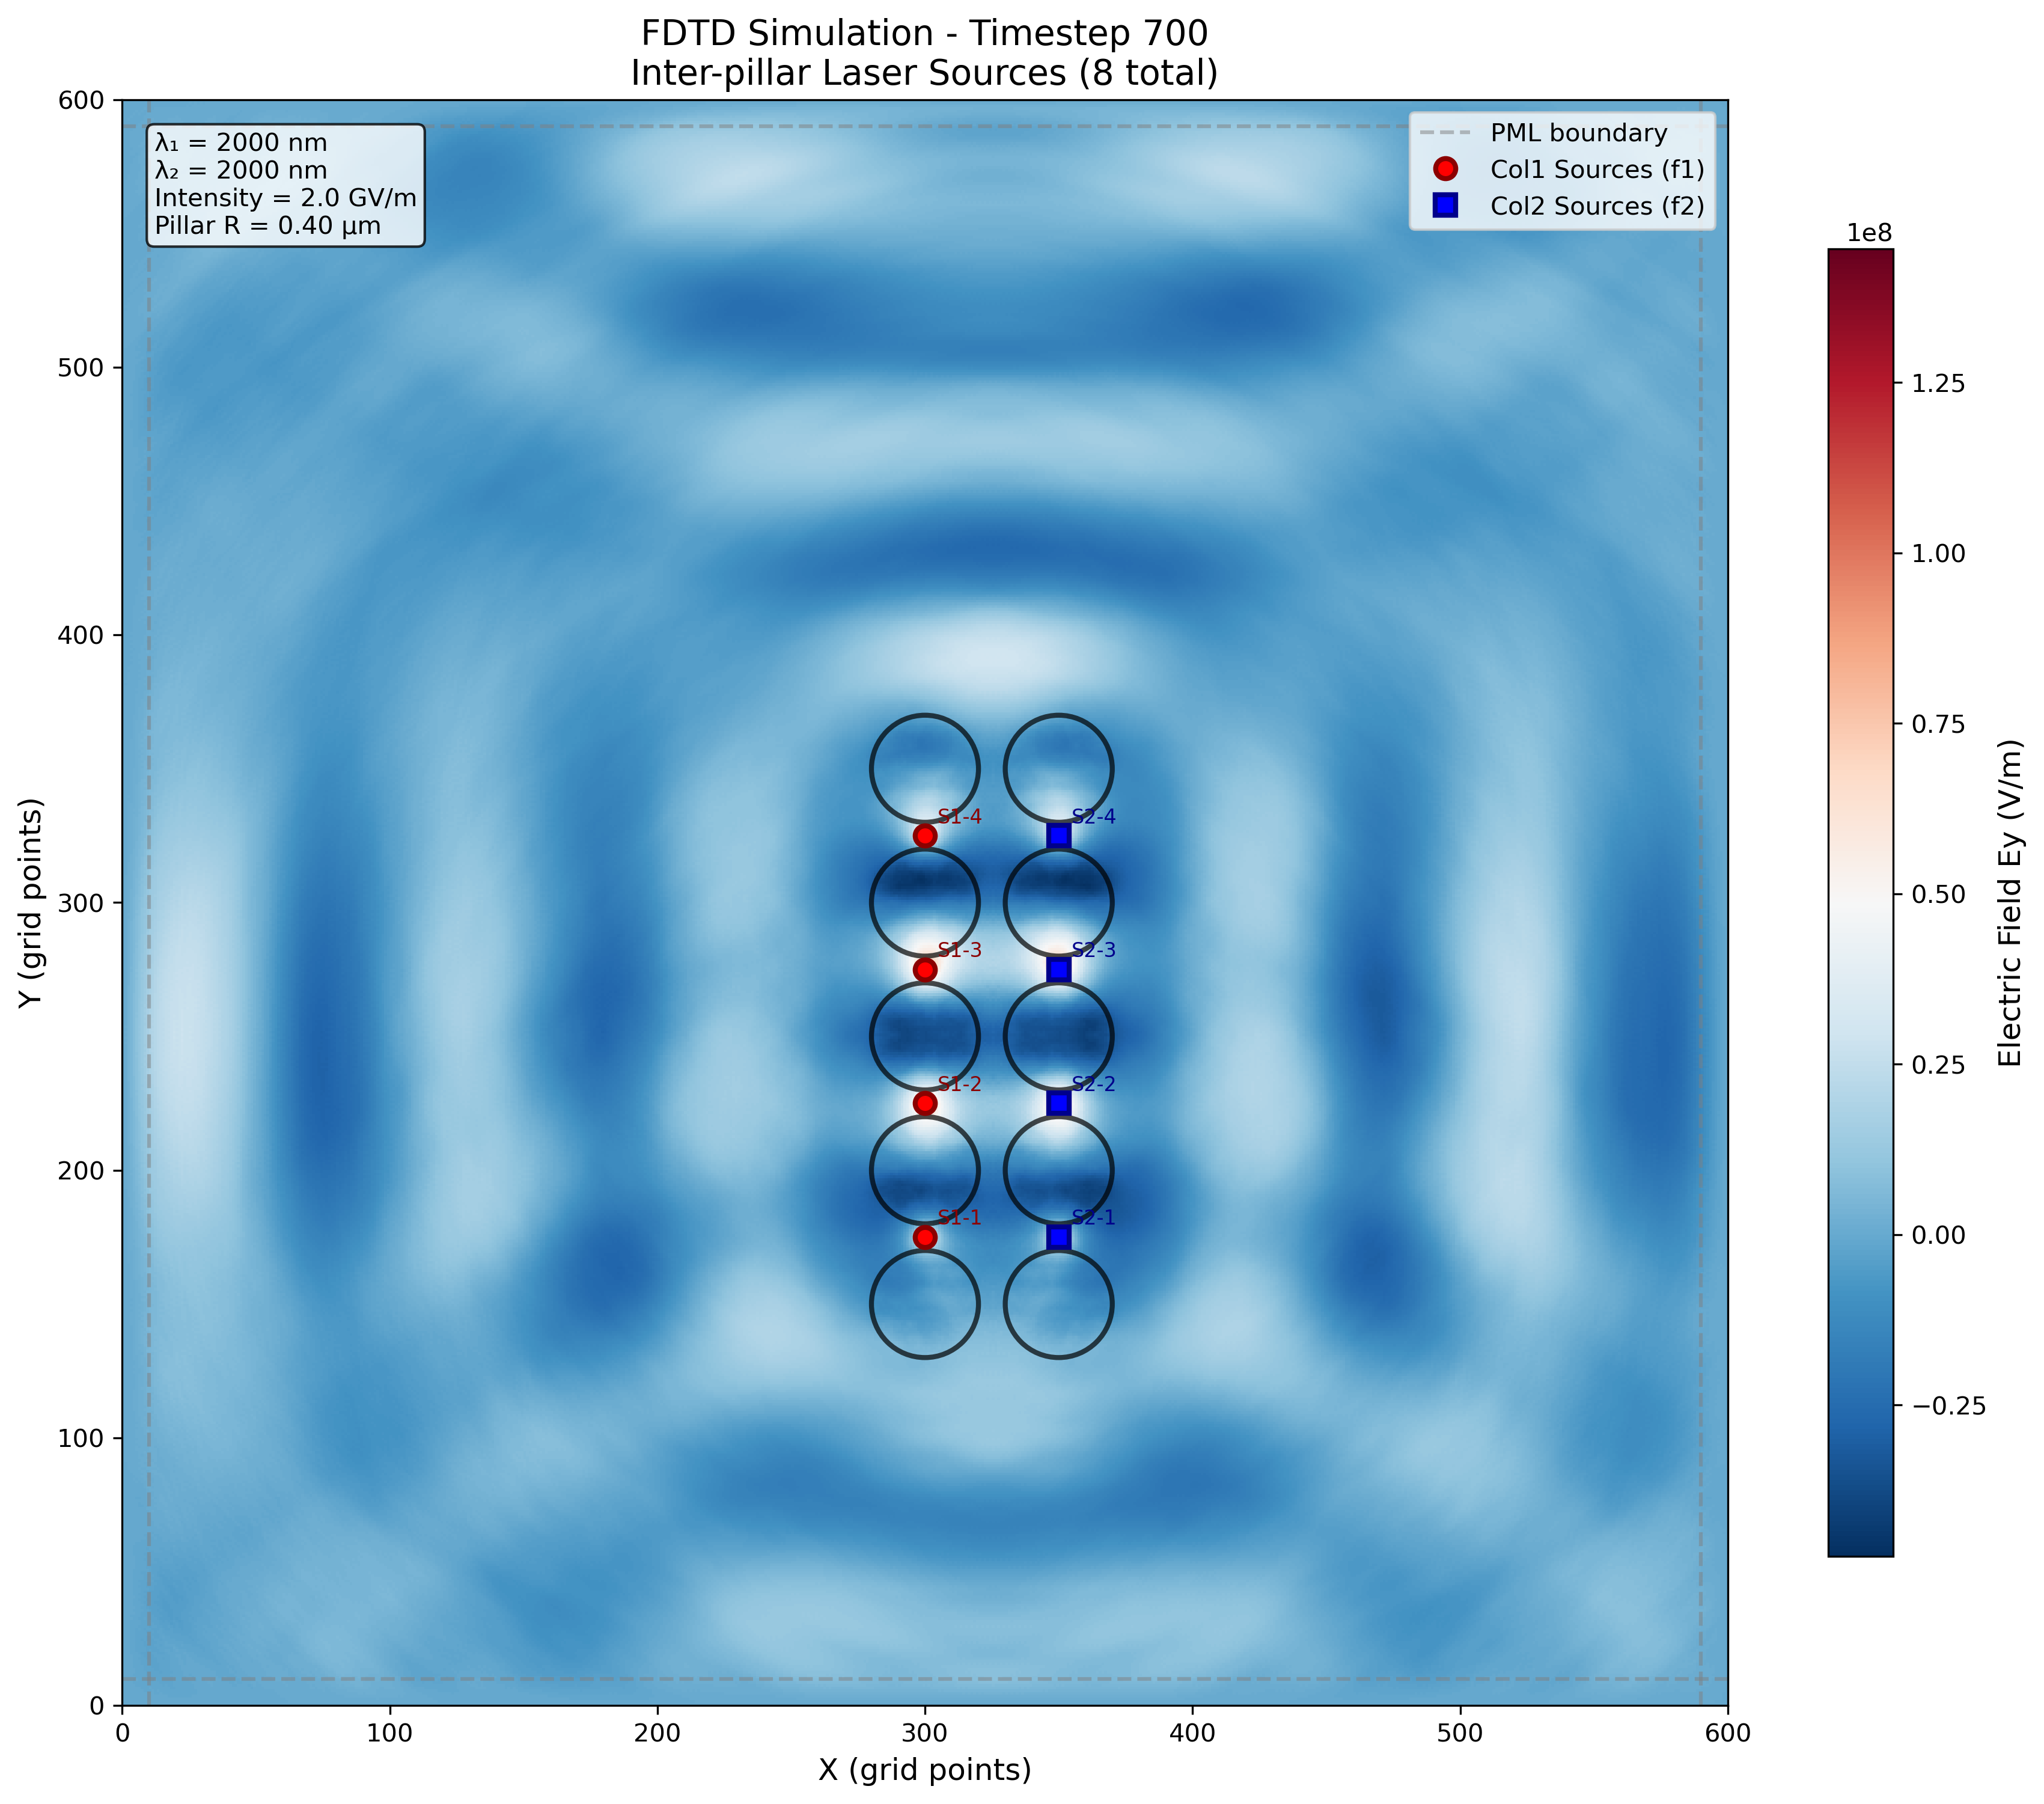 FDTD Simulation - Timestep 700
Inter-pillar Laser Sources (8 total)
λ₁ = 2000 nm
λ₂ = 2000 nm
Intensity = 2.0 GV/m
Pillar R = 0.40 μm
PML boundary
Col1 Sources (f1)
Col2 Sources (f2)
600
500
400
300
200
100
0
Y (grid points)
S1-4 S2-4
S1-3 S2-3
S1-2 S2-2
S1-1 S2-1
0 100 200 300 400 500 600
X (grid points)
1e8
1.25
1.00
0.75
0.50
0.25
0.00
−0.25
Electric Field Ey (V/m)